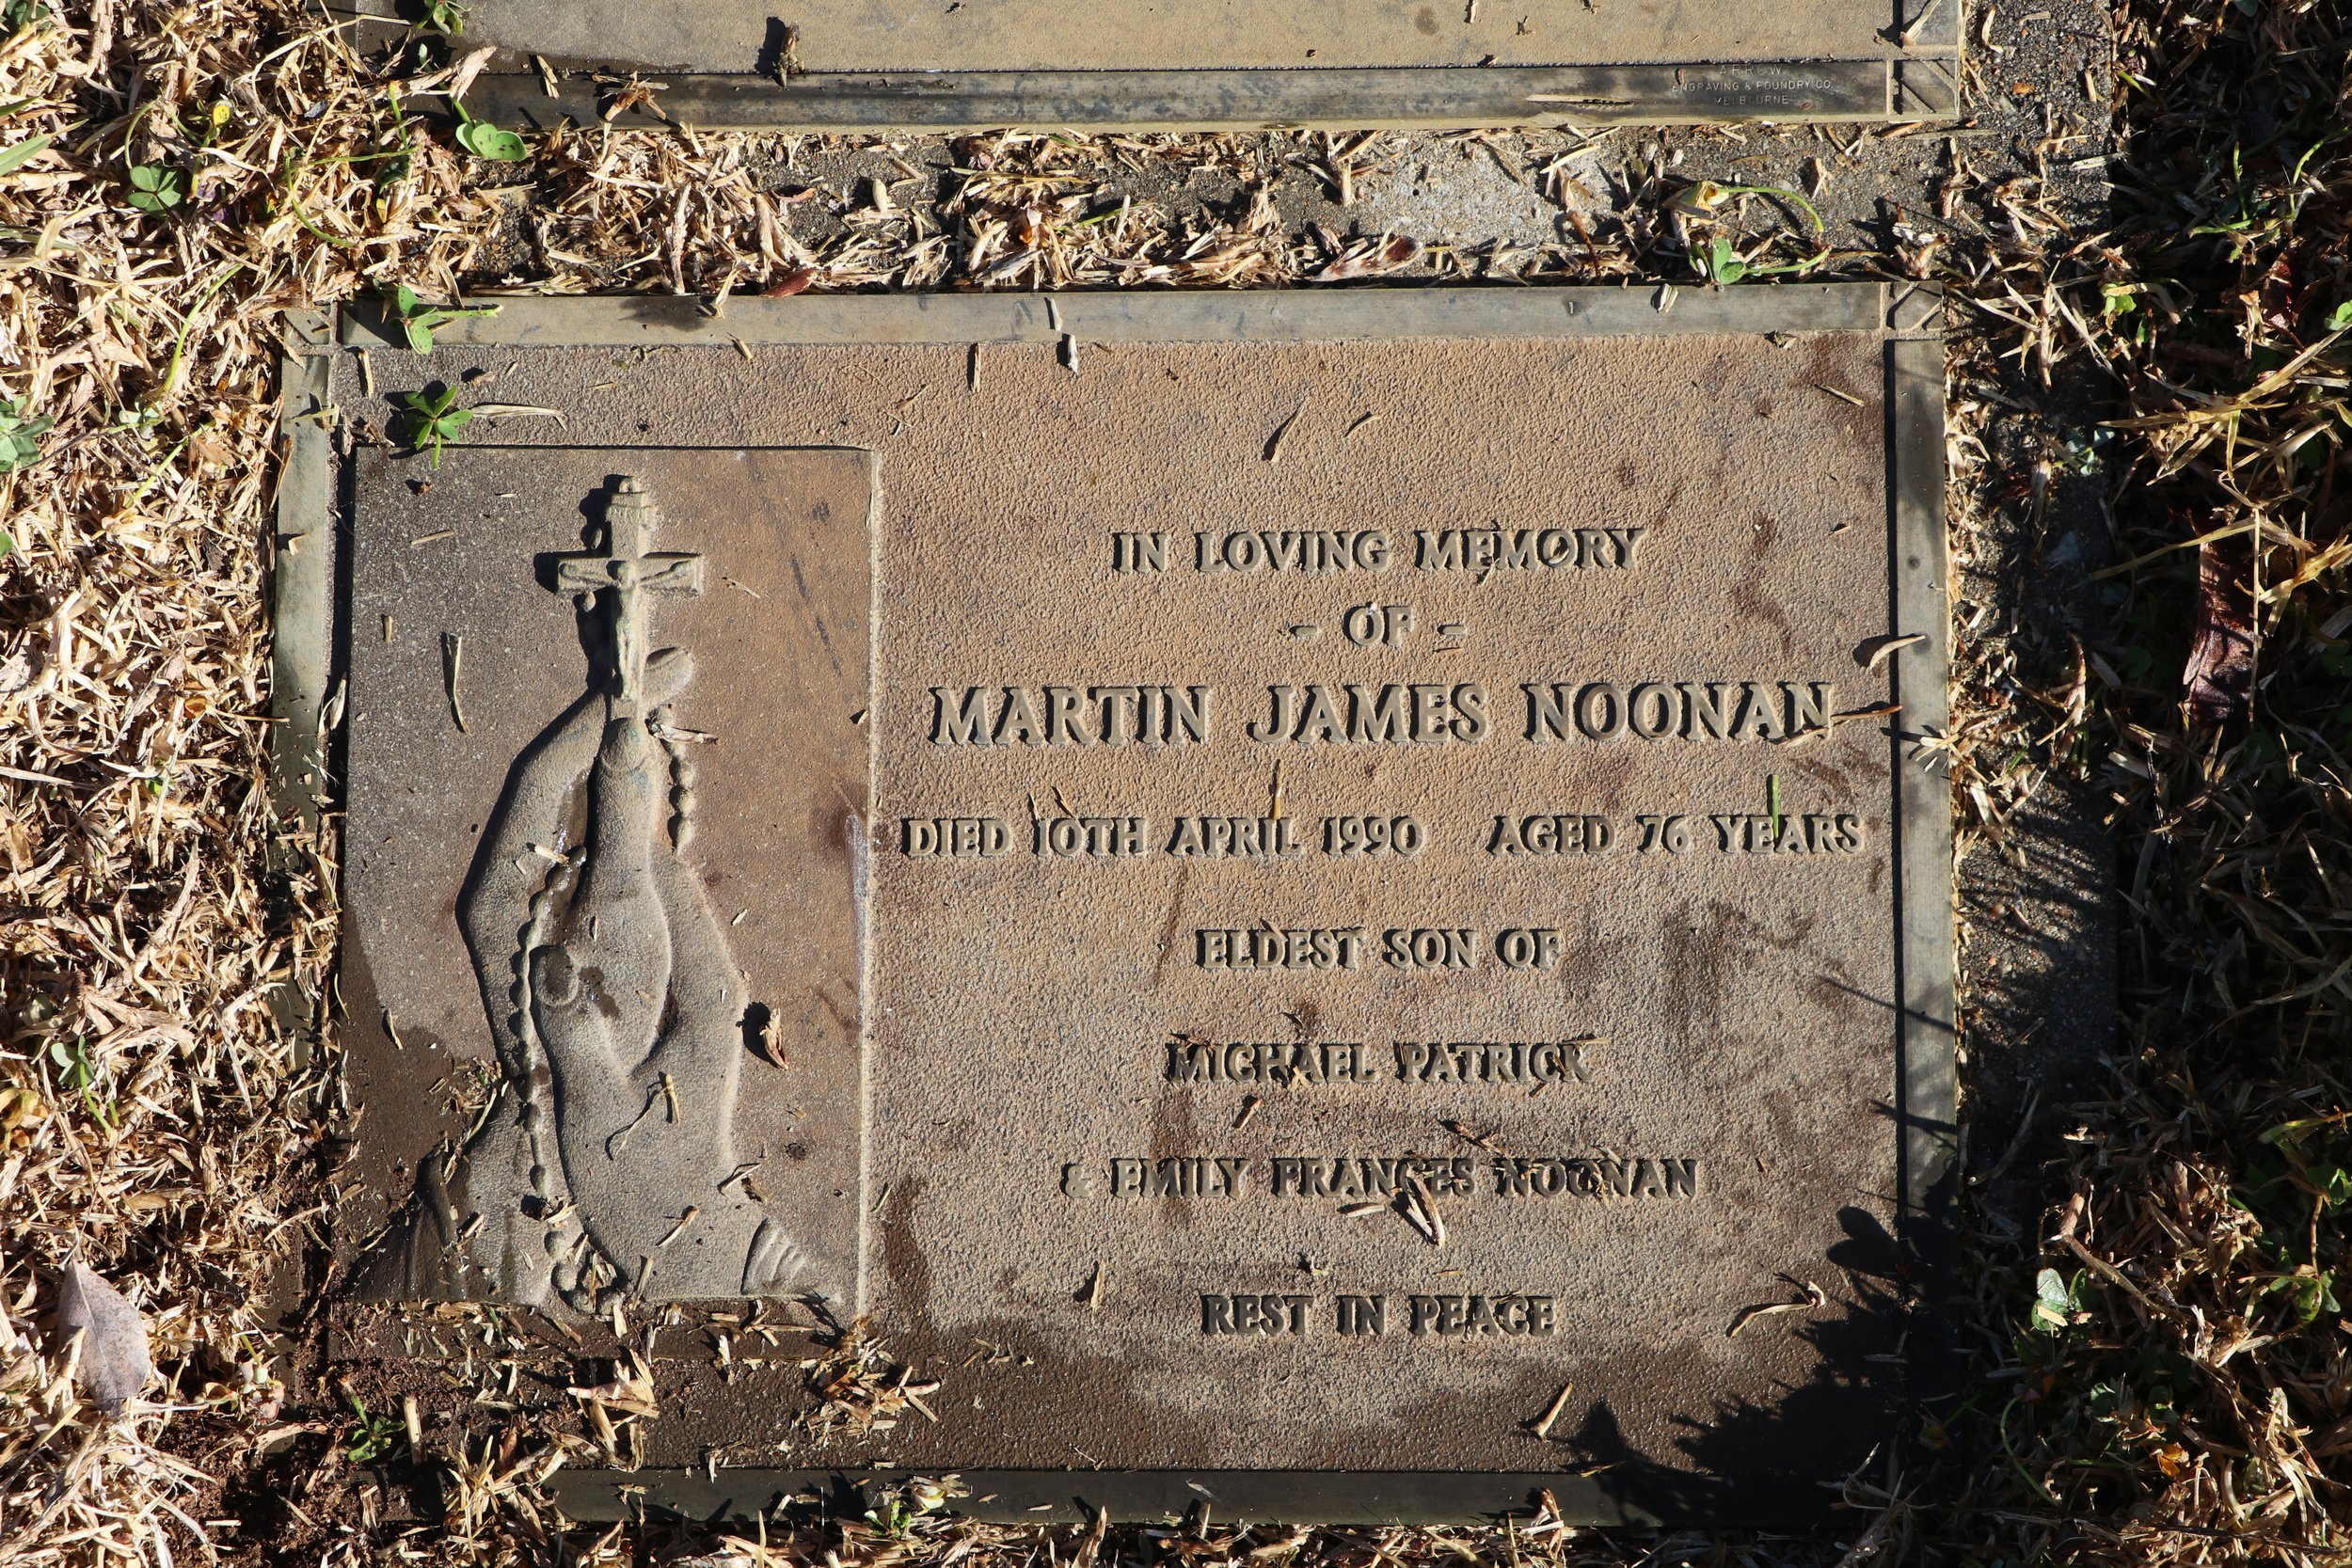 ARROW
ENGRAVING & FOUNDRY CO.
MELBOURNE
IN LOVING MEMORY
- OF -
MARTIN JAMES NOONAN
DIED 10TH APRIL 1990 AGED 76 YEARS
ELDEST SON OF
MICHAEL PATRICK
& EMILY FRANCES NOONAN
REST IN PEACE